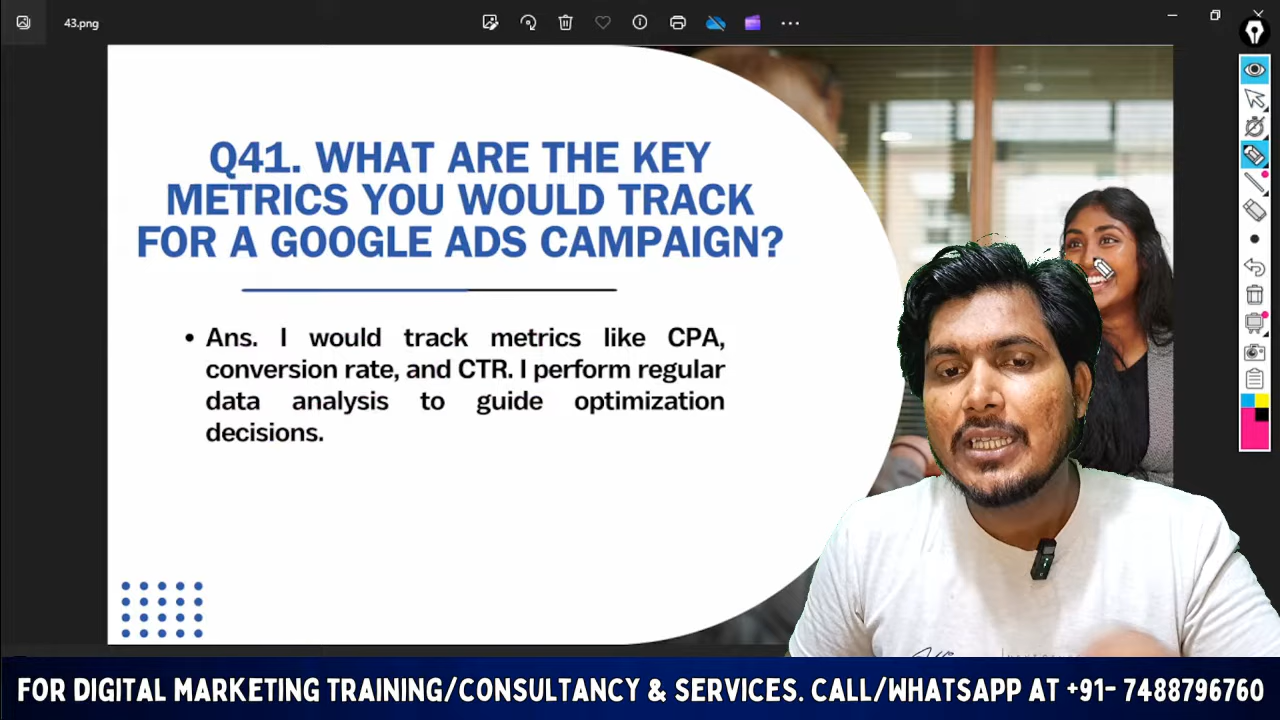 43.png
Q41. WHAT ARE THE KEY
METRICS YOU WOULD TRACK
FOR A GOOGLE ADS CAMPAIGN?
• Ans. I would track metrics like CPA,
conversion rate, and CTR. I perform regular
data analysis to guide optimization
decisions.
FOR DIGITAL MARKETING TRAINING/CONSULTANCY & SERVICES. CALL/WHATSAPP AT +91- 7488796760